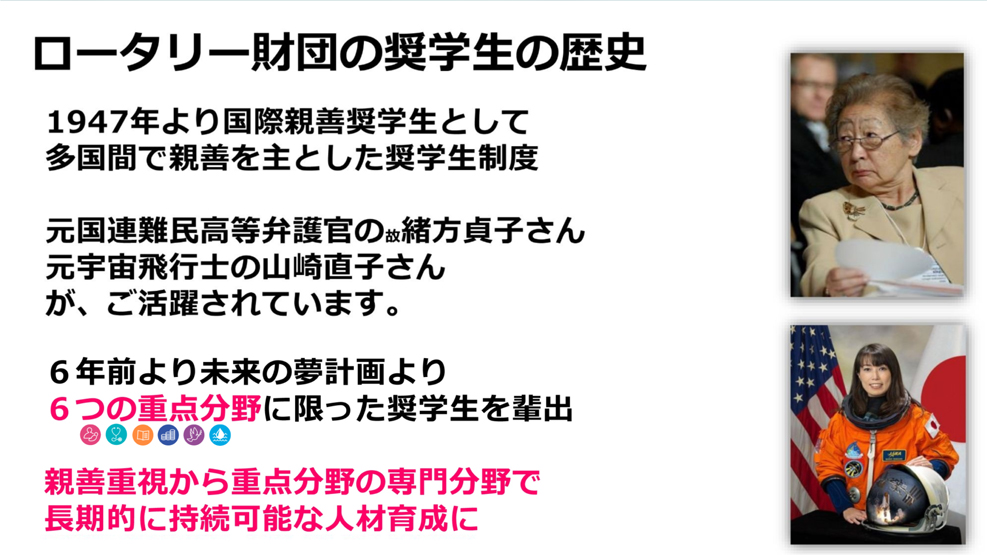 ロータリー財団の奨学生の歴史
1947年より国際親善奨学生として
多国間で親善を主とした奨学生制度
元国連難民高等弁護官の故緒方貞子さん
元宇宙飛行士の山崎直子さん
が、ご活躍されています。
６年前より未来の夢計画より
６つの重点分野に限った奨学生を輩出
親善重視から重点分野の専門分野で
長期的に持続可能な人材育成に